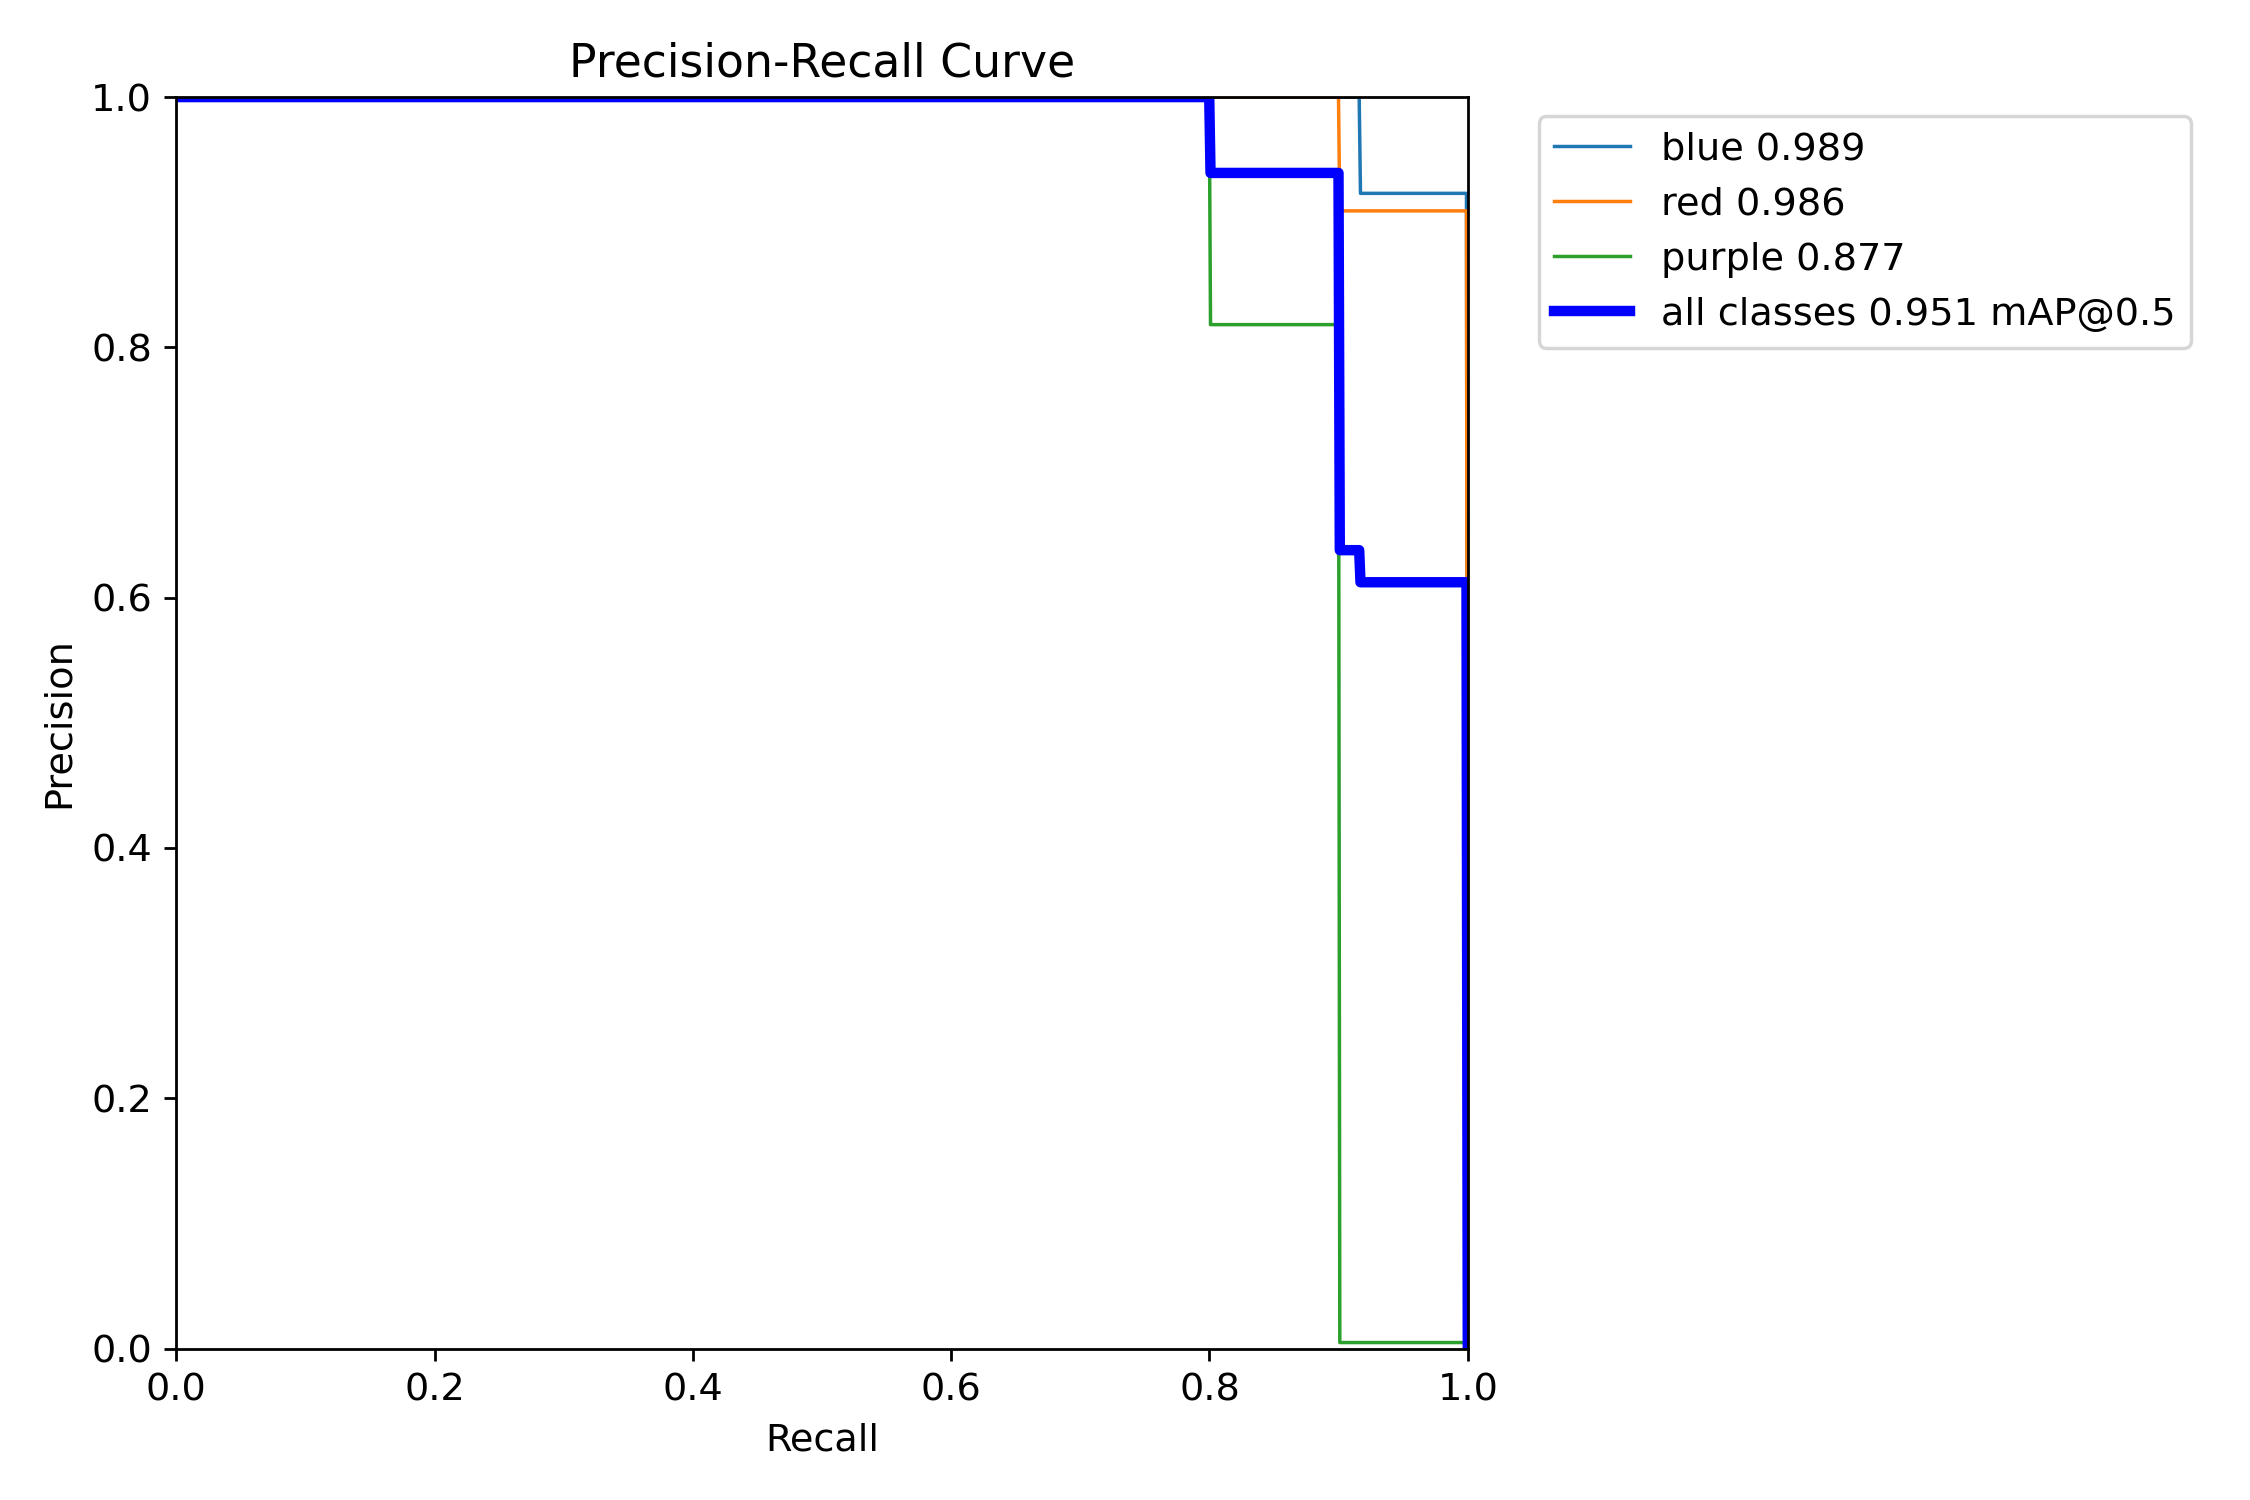 Precision-Recall Curve
1.0
0.8
0.6
0.4
0.2
0.0
Precision
0.0 0.2 0.4 0.6 0.8 1.0
Recall
blue 0.989
red 0.986
purple 0.877
all classes 0.951 mAP@0.5